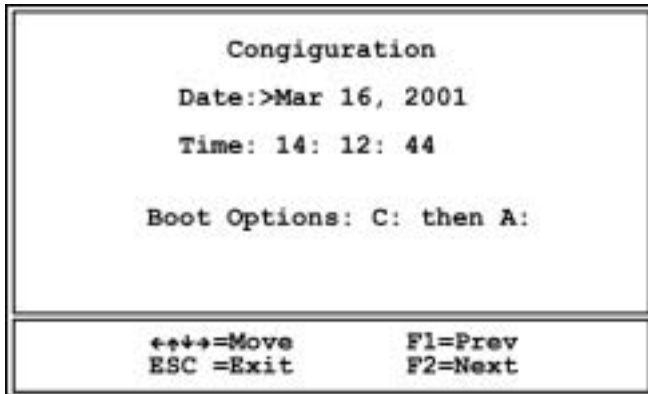 Congiguration
Date:>Mar 16, 2001
Time: 14: 12: 44
Boot Options: C: then A:
←↑↓→=Move F1=Prev
ESC =Exit F2=Next